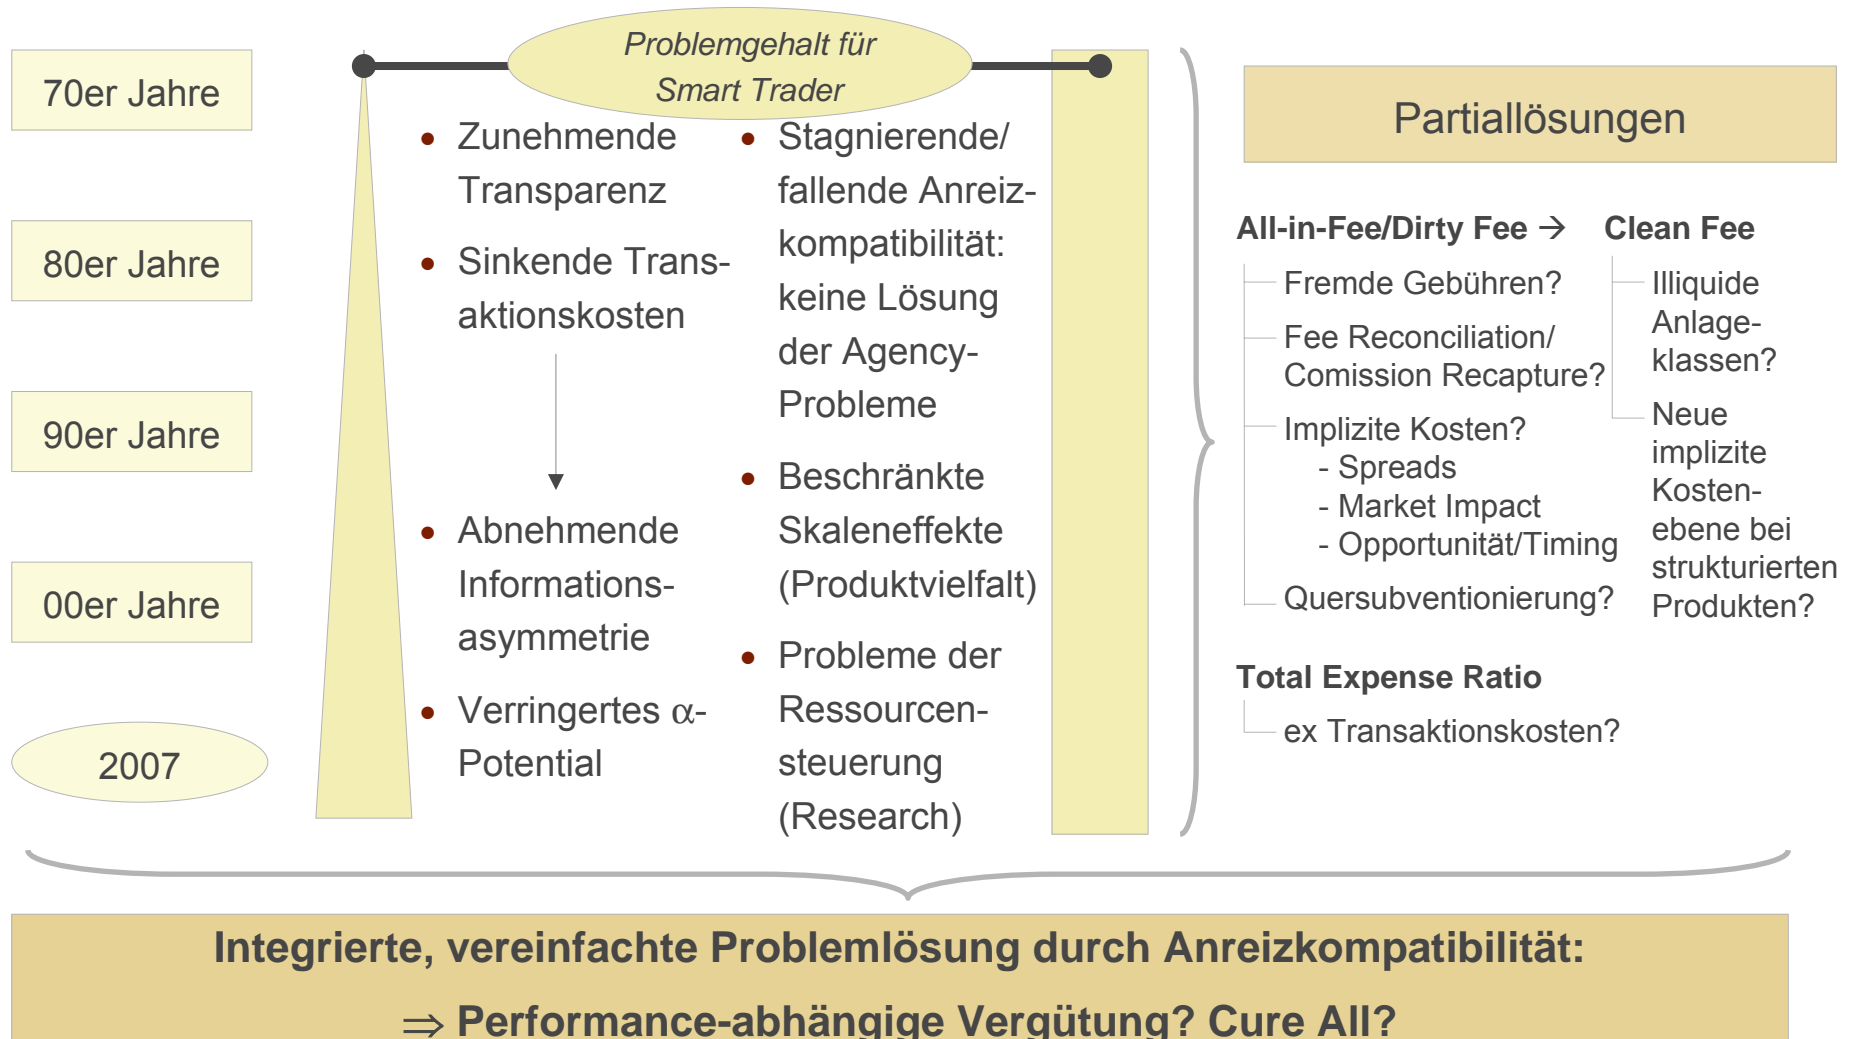 Problemgehalt für
Smart Trader
70er Jahre
80er Jahre
90er Jahre
00er Jahre
2007
• Zunehmende
Transparenz
• Sinkende Trans-
aktionskosten
• Abnehmende
Informations-
asymmetrie
• Verringertes α-
Potential
• Stagnierende/
fallende Anreiz-
kompatibilität:
keine Lösung
der Agency-
Probleme
• Beschränkte
Skaleneffekte
(Produktvielfalt)
• Probleme der
Ressourcen-
steuerung
(Research)
Partiallösungen
All-in-Fee/Dirty Fee →
Fremde Gebühren?
Fee Reconciliation/
Comission Recapture?
Implizite Kosten?
- Spreads
- Market Impact
- Opportunität/Timing
Quersubventionierung?
Clean Fee
Illiquide
Anlage-
klassen?
Neue
implizite
Kosten-
ebene bei
strukturierten
Produkten?
Total Expense Ratio
ex Transaktionskosten?
Integrierte, vereinfachte Problemlösung durch Anreizkompatibilität:
⇒ Performance-abhängige Vergütung? Cure All?